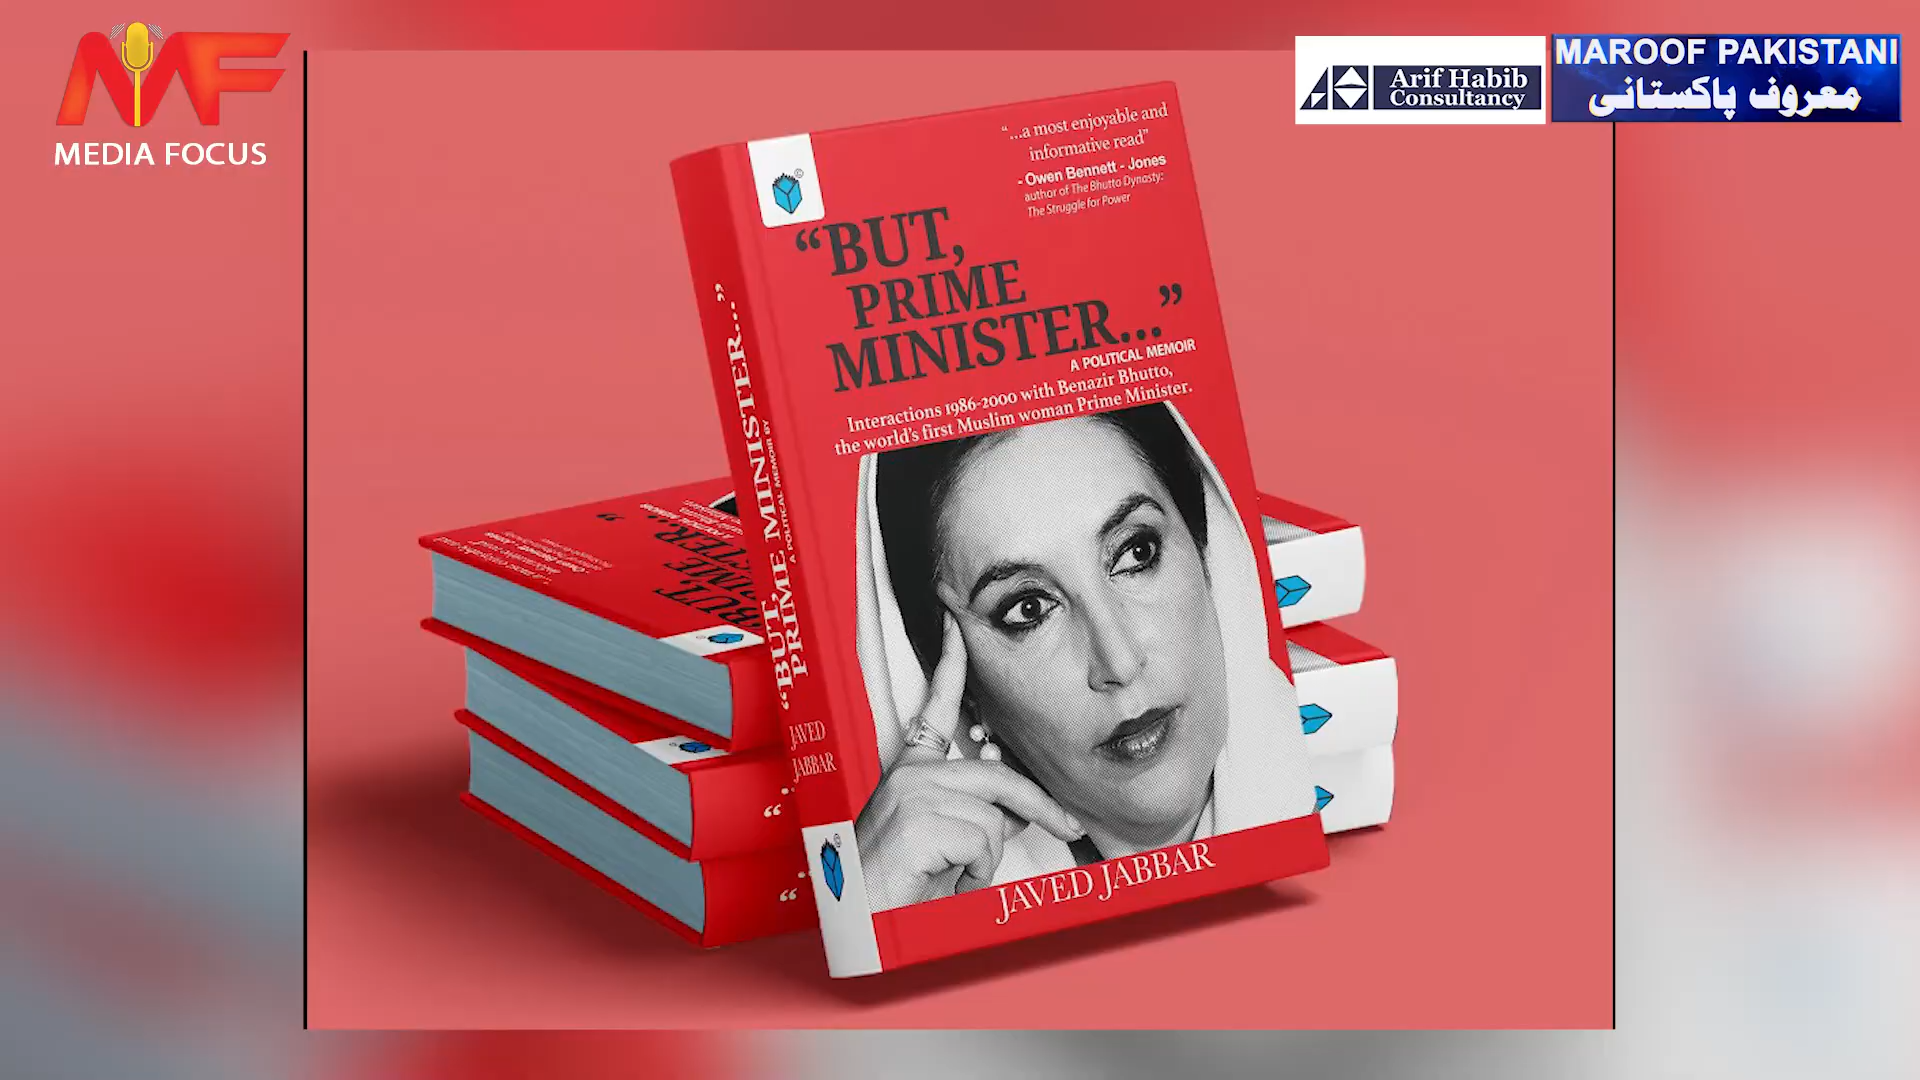 MF
MEDIA FOCUS
Arif Habib
Consultancy
MAROOF PAKISTANI
معروف پاکستانی
“...a most enjoyable and
informative read”
- Owen Bennett - Jones
author of The Bhutto Dynasty:
The Struggle for Power
“BUT,
PRIME
MINISTER...”
A POLITICAL MEMOIR
Interactions 1986-2000 with Benazir Bhutto,
the world's first Muslim woman Prime Minister.
JAVED JABBAR
“BUT,
PRIME MINISTER...”
A POLITICAL MEMOIR BY
JAVED
JABBAR